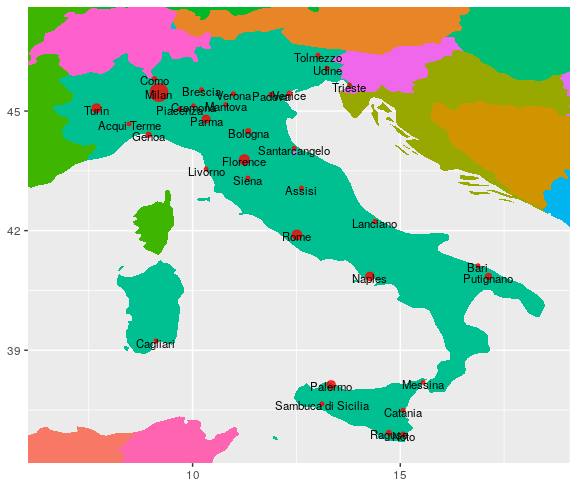 Tolmezzo
Udine
Como
Trieste
Brescia
Milan
Verona
Padova
Venice
Cremona
Mantova
Piacenza
45
Turin
Parma
Acqui Terme
Genova
Bologna
Santarcangelo
Florence
Livorno
Siena
Assisi
Lanciano
42
Rome
Bari
Naples
Putignano
39
Cagliari
Palermo
Messina
Sambuca di Sicilia
Catania
Ragusa
Noto
10
15